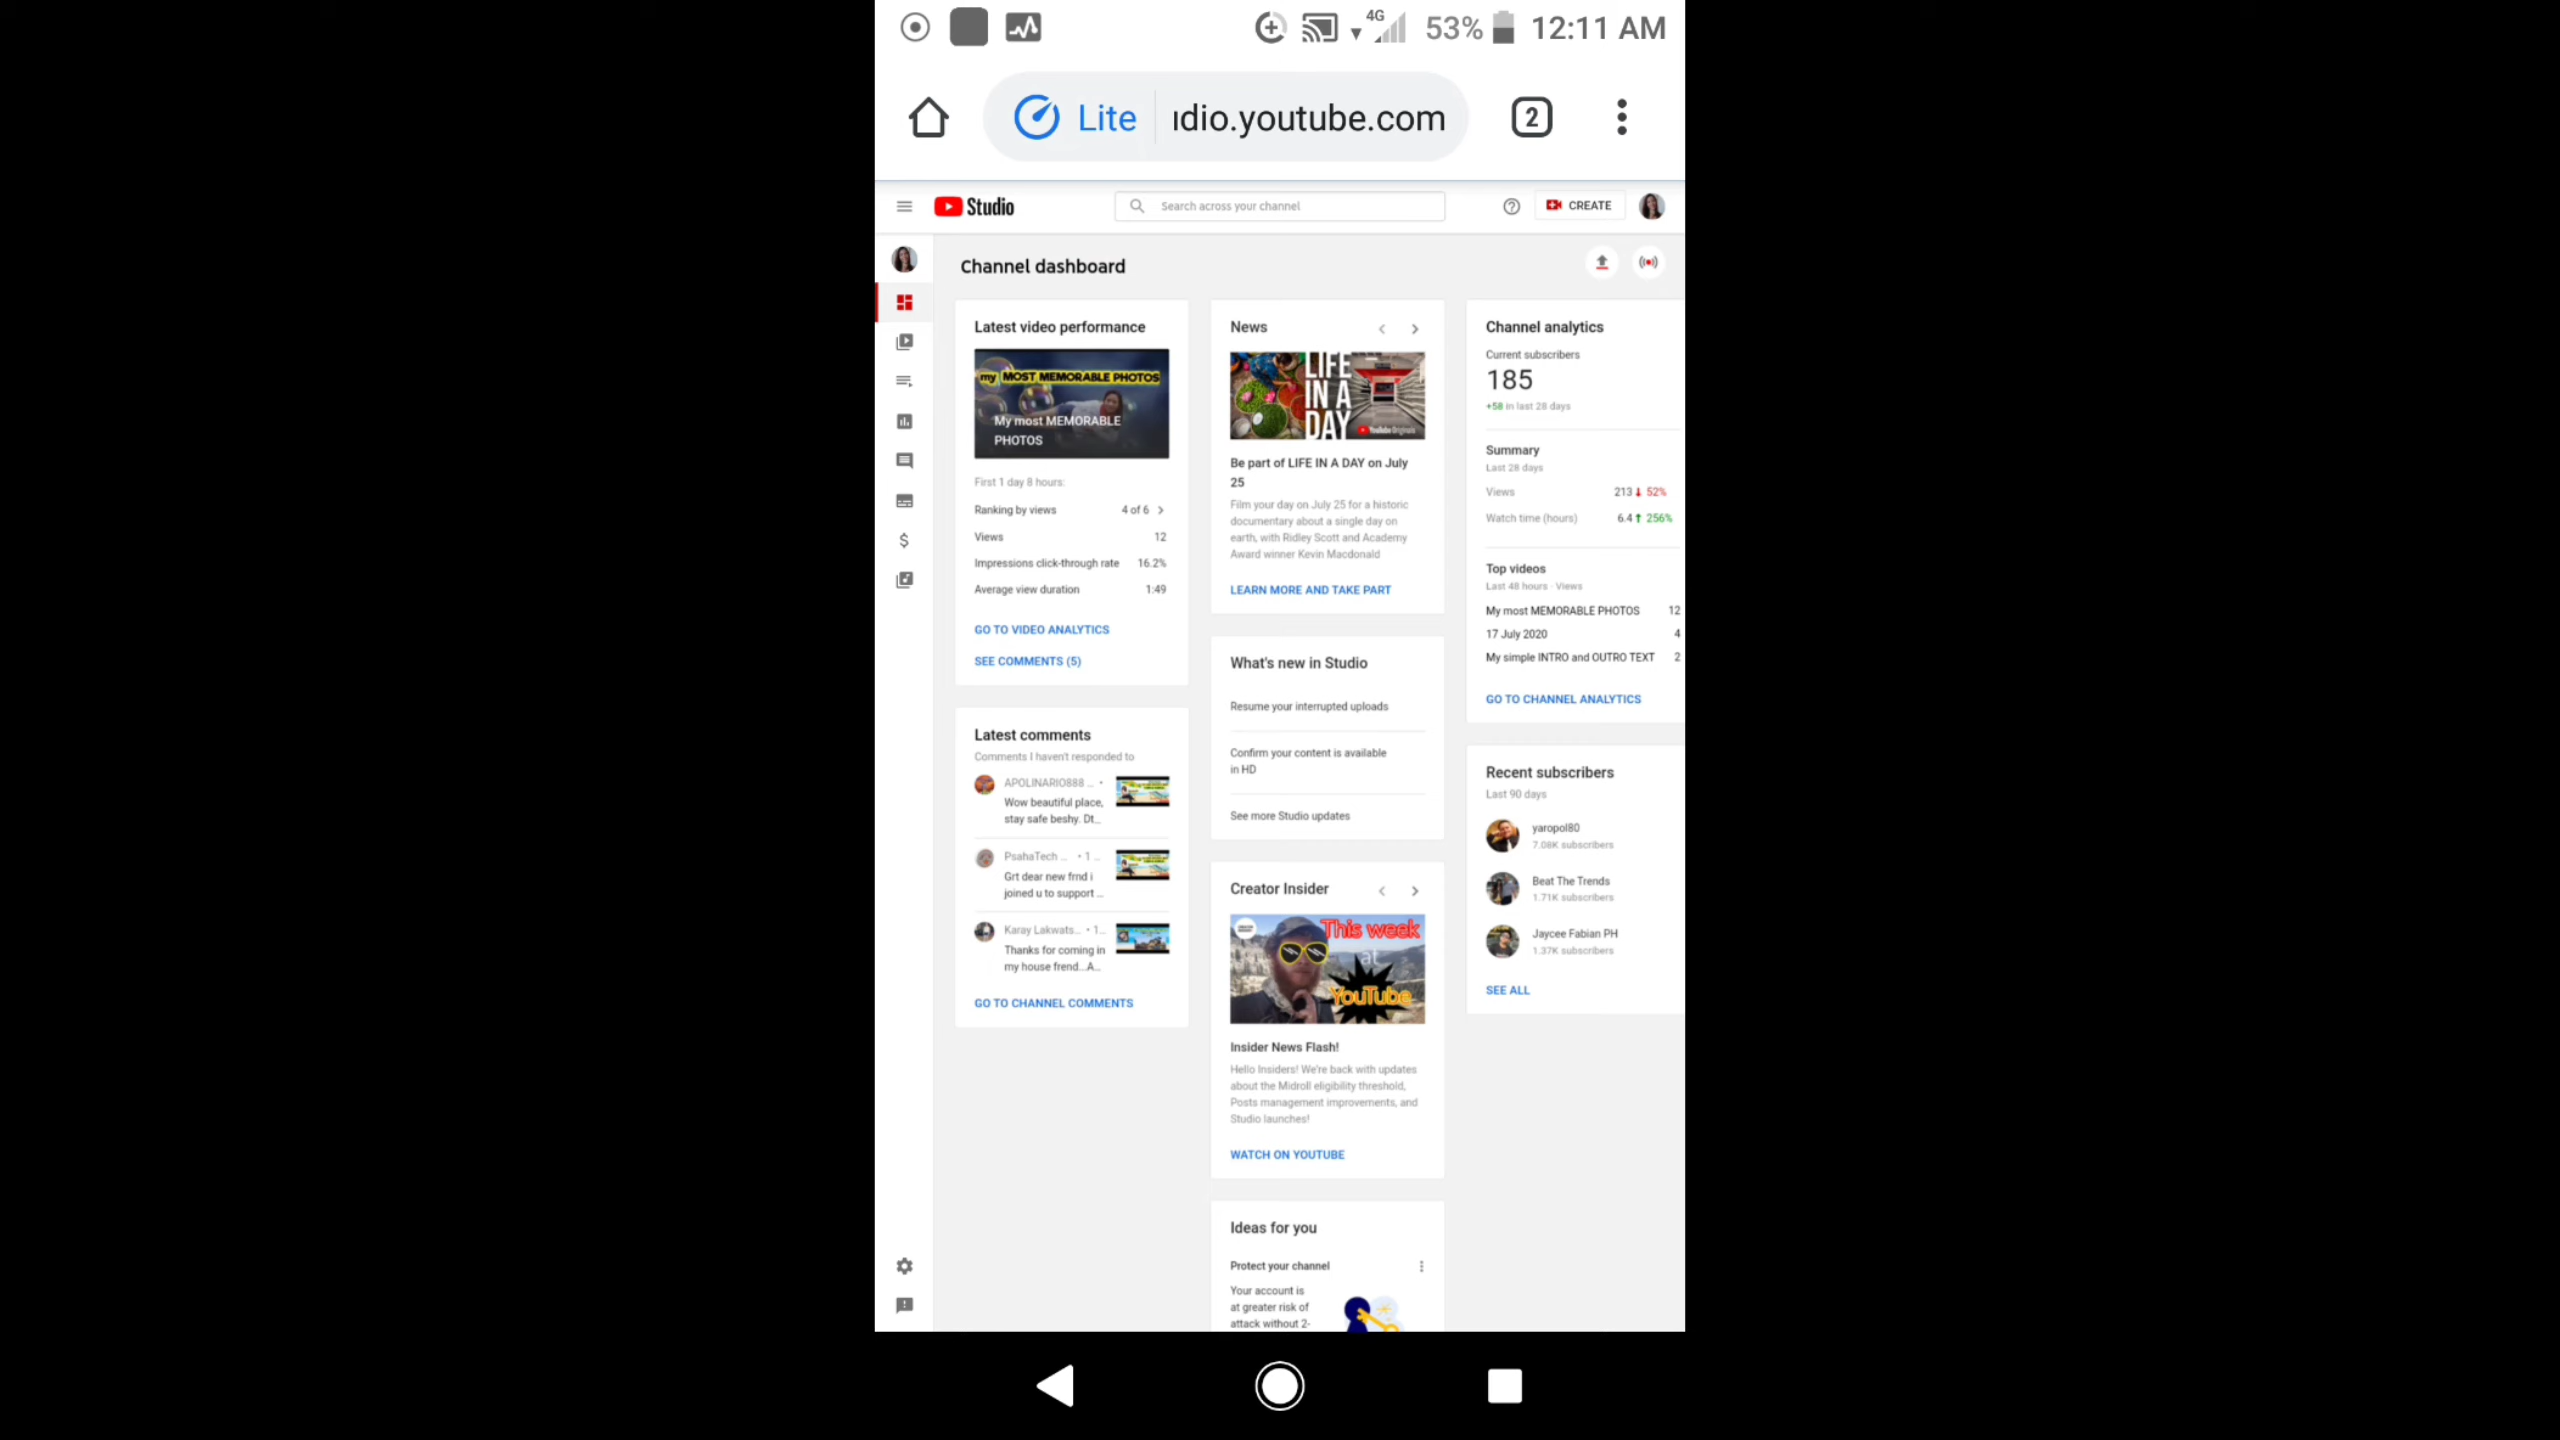 4G
53%
12:11 AM
Lite
ıdio.youtube.com
2
Studio
Search across your channel
CREATE
Channel dashboard
Latest video performance
my MOST MEMORABLE PHOTOS
My most MEMORABLE
PHOTOS
First 1 day 8 hours:
Ranking by views 4 of 6
Views 12
Impressions click-through rate 16.2%
Average view duration 1:49
GO TO VIDEO ANALYTICS
SEE COMMENTS (5)
Latest comments
Comments I haven't responded to
APOLINARIO888 ... •
Wow beautiful place,
stay safe beshy. Dt...
PsahaTech ... • 1 ...
Grt dear new frnd i
joined u to support ...
Karay Lakwats... • 1...
Thanks for coming in
my house frend...A...
GO TO CHANNEL COMMENTS
News
LIFE
IN A
DAY
YouTube Originals
Be part of LIFE IN A DAY on July
25
Film your day on July 25 for a historic
documentary about a single day on
earth, with Ridley Scott and Academy
Award winner Kevin Macdonald
LEARN MORE AND TAKE PART
What's new in Studio
Resume your interrupted uploads
Confirm your content is available
in HD
See more Studio updates
Creator Insider
This week
at
YouTube
Insider News Flash!
Hello Insiders! We're back with updates
about the Midroll eligibility threshold,
Posts management improvements, and
Studio launches!
WATCH ON YOUTUBE
Ideas for you
Protect your channel
Your account is
at greater risk of
attack without 2-
Channel analytics
Current subscribers
185
+58 in last 28 days
Summary
Last 28 days
Views 213 52%
Watch time (hours) 6.4 256%
Top videos
Last 48 hours · Views
My most MEMORABLE PHOTOS 12
17 July 2020 4
My simple INTRO and OUTRO TEXT 2
GO TO CHANNEL ANALYTICS
Recent subscribers
Last 90 days
yaropol80
7.08K subscribers
Beat The Trends
1.71K subscribers
Jaycee Fabian PH
1.37K subscribers
SEE ALL